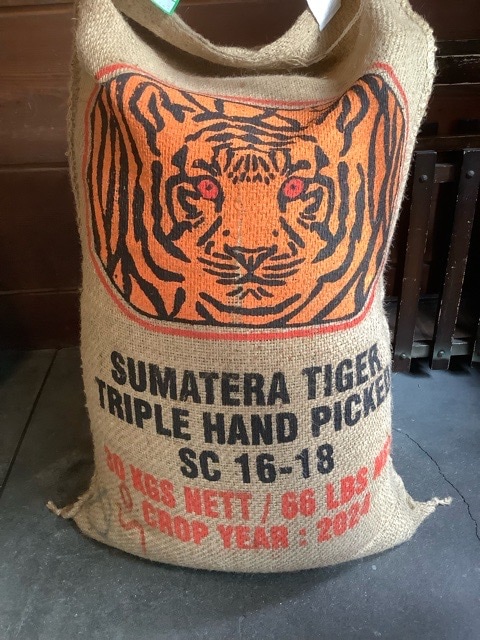 SUMATERA TIGER
TRIPLE HAND PICKED
SC 16-18
30 KGS NETT / 66 LBS
CROP YEAR : 2024